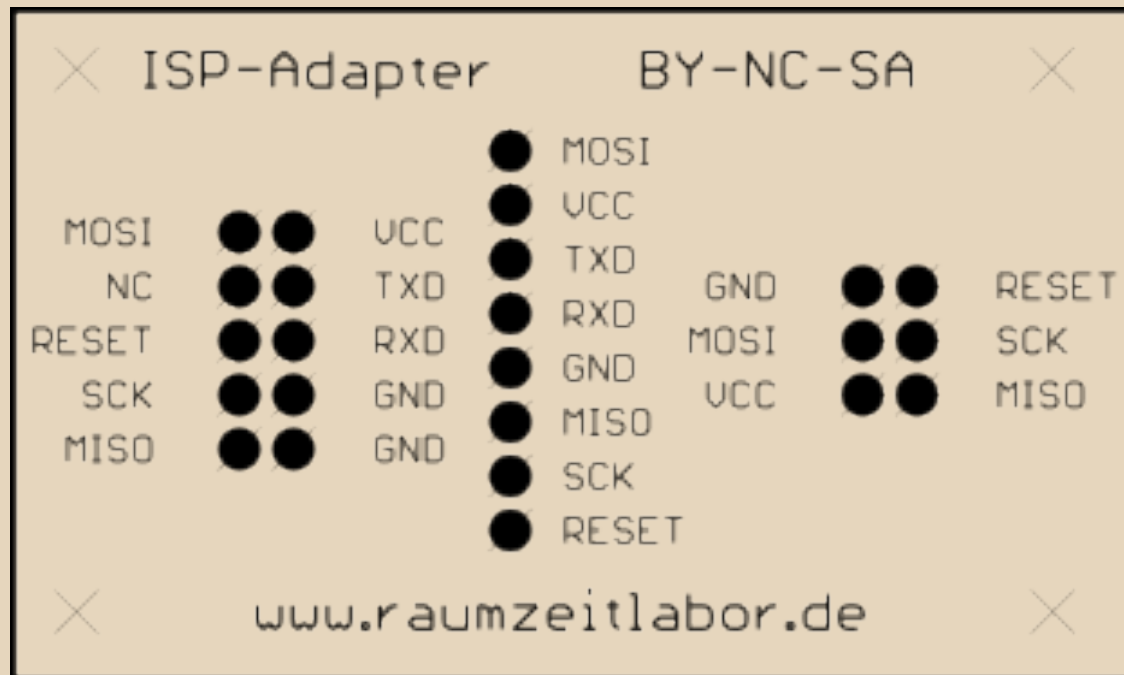 ISP-Adapter BY-NC-SA
MOSI
VCC
MOSI VCC
TXD
NC TXD GND RESET
RXD
RESET RXD MOSI SCK
GND
SCK GND VCC MISO
MISO
MISO GND
SCK
RESET
www.raumzeitlabor.de